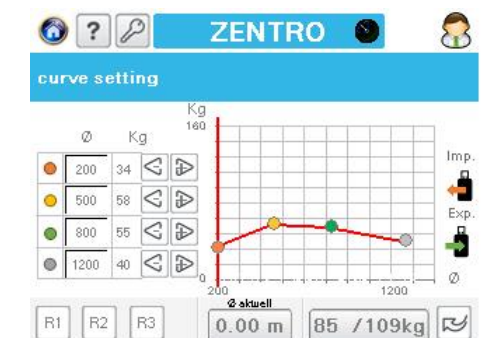 ? ZENTRO
curve setting
Kg
160
Ø Kg
200 34
500 58
800 55
1200 40
0
200 1200
Ø
Imp.
Exp.
Ø aktuell
R1 R2 R3 0.00 m 85 /109kg